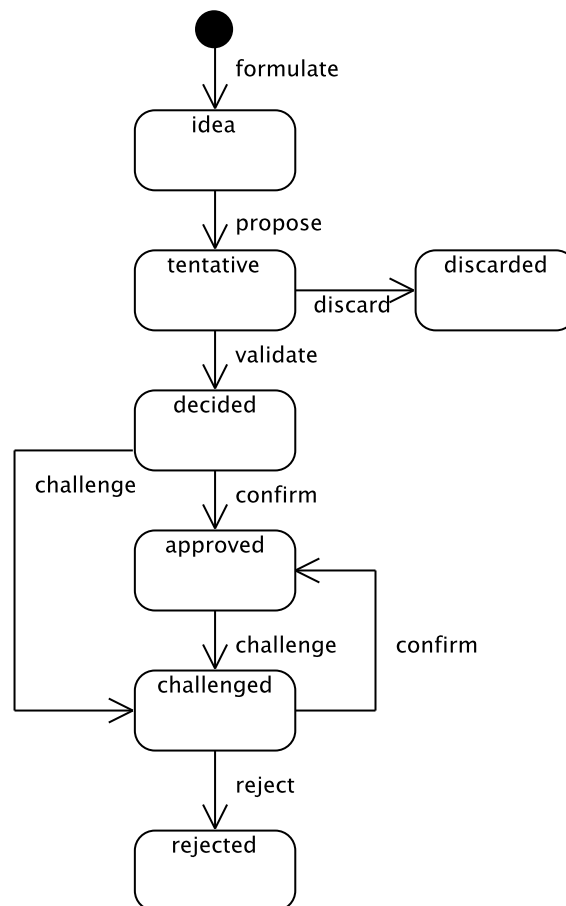 formulate
idea
propose
tentative
discarded
discard
validate
decided
challenge
confirm
approved
challenge
confirm
challenged
reject
rejected